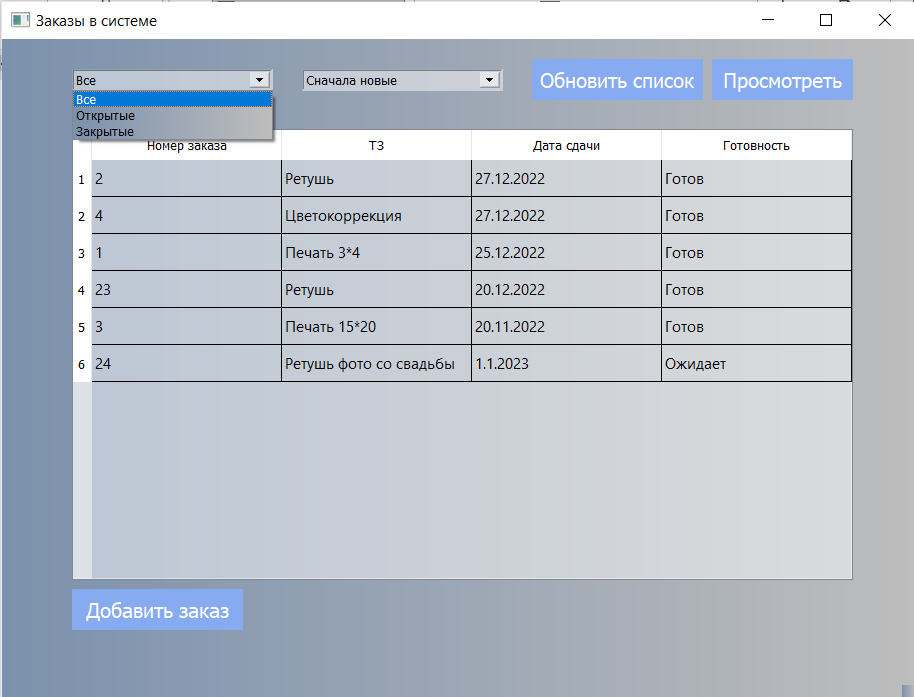 Заказы в системе
Все
Сначала новые
Обновить список
Просмотреть
Все
Открытые
Закрытые
Номер заказа ТЗ Дата сдачи Готовность
1 2 Ретушь 27.12.2022 Готов
2 4 Цветокоррекция 27.12.2022 Готов
3 1 Печать 3*4 25.12.2022 Готов
4 23 Ретушь 20.12.2022 Готов
5 3 Печать 15*20 20.11.2022 Готов
6 24 Ретушь фото со свадьбы 1.1.2023 Ожидает
Добавить заказ